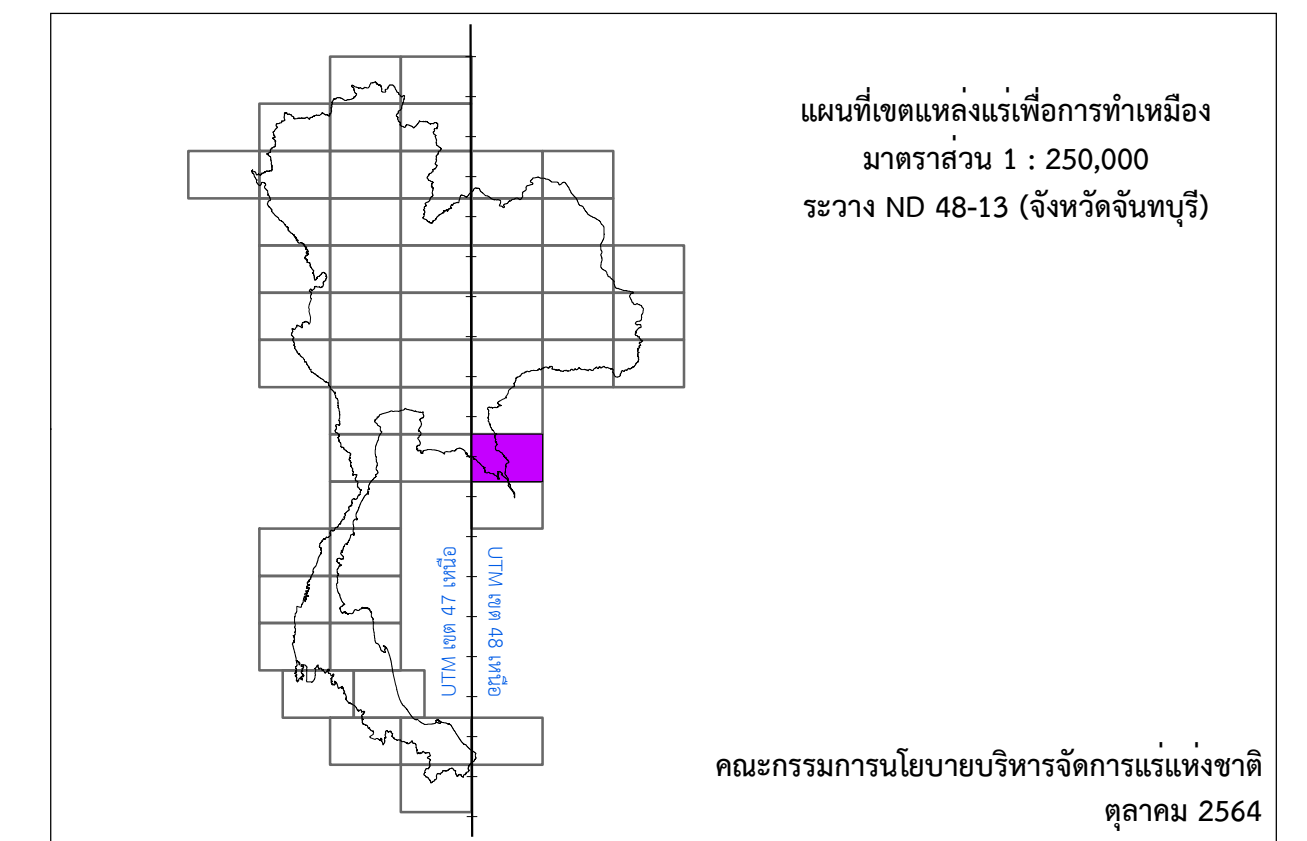 แผนที่เขตแหล่งแร่เพื่อการทำเหมือง
มาตราส่วน 1 : 250,000
ระวาง ND 48-13 (จังหวัดจันทบุรี)
UTM เขต 47 เหนือ
UTM เขต 48 เหนือ
คณะกรรมการนโยบายบริหารจัดการแร่แห่งชาติ
ตุลาคม 2564